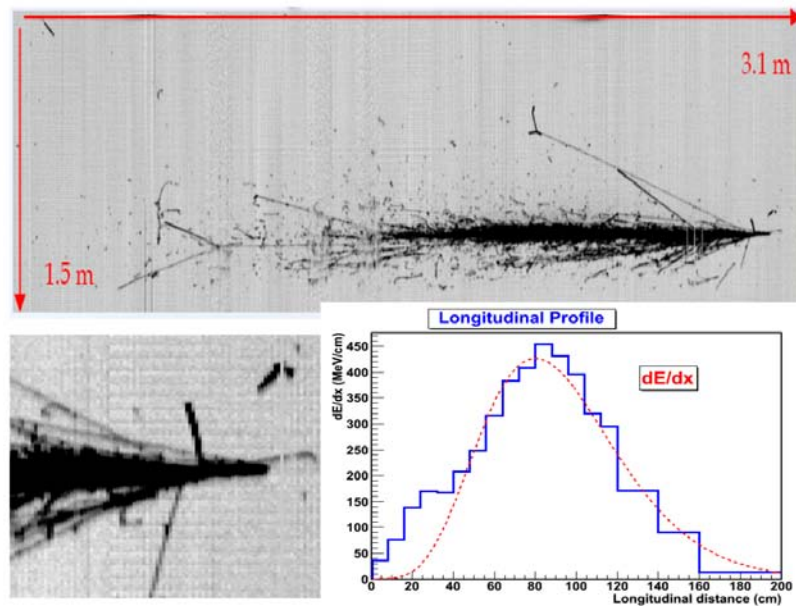 3.1 m
1.5 m
Longitudinal Profile
dE/dx (MeV/cm)
450
400
350
300
250
200
150
100
50
0
dE/dx
0 20 40 60 80 100 120 140 160 180 200
Longitudinal distance (cm)